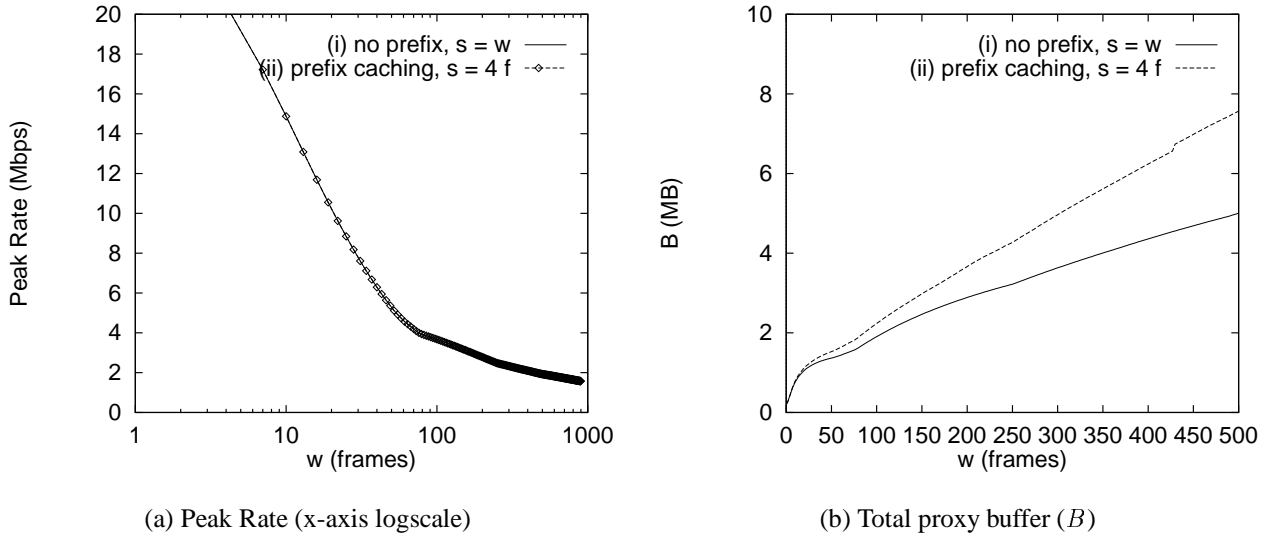 20
18
16
14
12
10
8
6
4
2
0
Peak Rate (Mbps)
(i) no prefix, s = w
(ii) prefix caching, s = 4 f
1 10 100 1000
w (frames)
(a) Peak Rate (x-axis logscale)
10
8
6
4
2
0
B (MB)
(i) no prefix, s = w
(ii) prefix caching, s = 4 f
0 50 100 150 200 250 300 350 400 450 500
w (frames)
(b) Total proxy buffer (B)